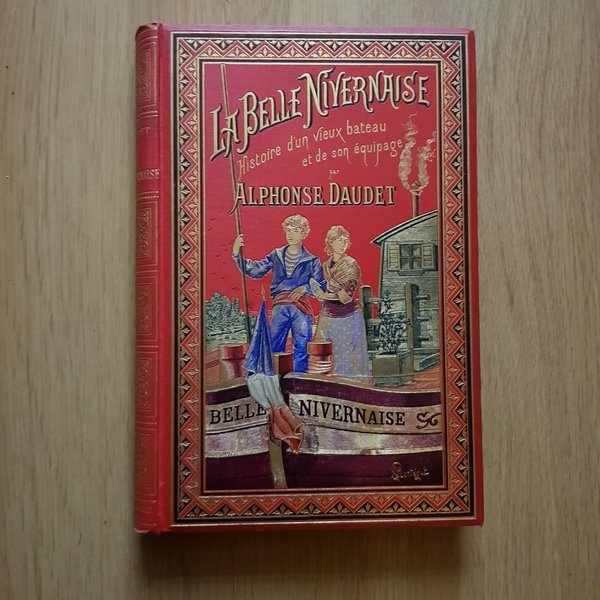 LA BELLE NIVERNAISE
Histoire d'un vieux bateau
et de son équipage
par
ALPHONSE DAUDET
BELLE NIVERNAISE